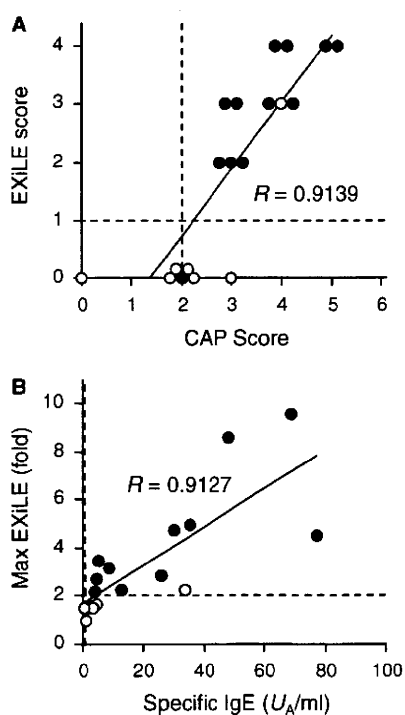 A
EXiLE score
4
3
2
1
0
R = 0.9139
0 1 2 3 4 5 6
CAP Score
B
Max EXiLE (fold)
10
8
6
4
2
0
R = 0.9127
0 20 40 60 80 100
Specific IgE (UA/ml)